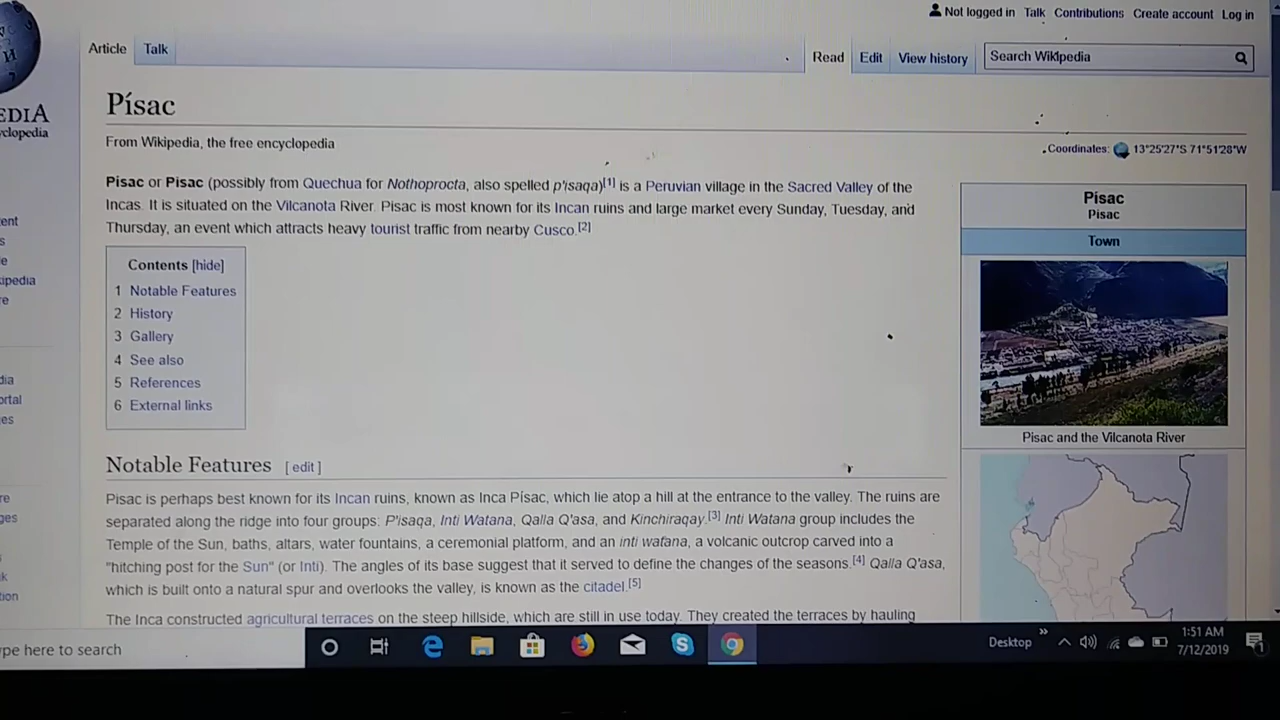 Not logged in Talk Contributions Create account Log in
Article Talk Read Edit View history Search Wikipedia
EDIA
yclopedia
Písac
From Wikipedia, the free encyclopedia
Coordinates: 13°25′27″S 71°51′28″W
Písac or Pisac (possibly from Quechua for Nothoprocta, also spelled p'isaqa)[1] is a Peruvian village in the Sacred Valley of the
Incas. It is situated on the Vilcanota River. Pisac is most known for its Incan ruins and large market every Sunday, Tuesday, and
Thursday, an event which attracts heavy tourist traffic from nearby Cusco.[2]
Písac
Pisac
Town
Pisac and the Vilcanota River
Contents [hide]
1 Notable Features
2 History
3 Gallery
4 See also
5 References
6 External links
Notable Features [ edit ]
Pisac is perhaps best known for its Incan ruins, known as Inca Písac, which lie atop a hill at the entrance to the valley. The ruins are
separated along the ridge into four groups: P'isaqa, Inti Watana, Qalla Q'asa, and Kinchiraqay.[3] Inti Watana group includes the
Temple of the Sun, baths, altars, water fountains, a ceremonial platform, and an inti watana, a volcanic outcrop carved into a
"hitching post for the Sun" (or Inti). The angles of its base suggest that it served to define the changes of the seasons.[4] Qalla Q'asa,
which is built onto a natural spur and overlooks the valley, is known as the citadel.[5]
The Inca constructed agricultural terraces on the steep hillside, which are still in use today. They created the terraces by hauling
ype here to search
Desktop
1:51 AM
7/12/2019